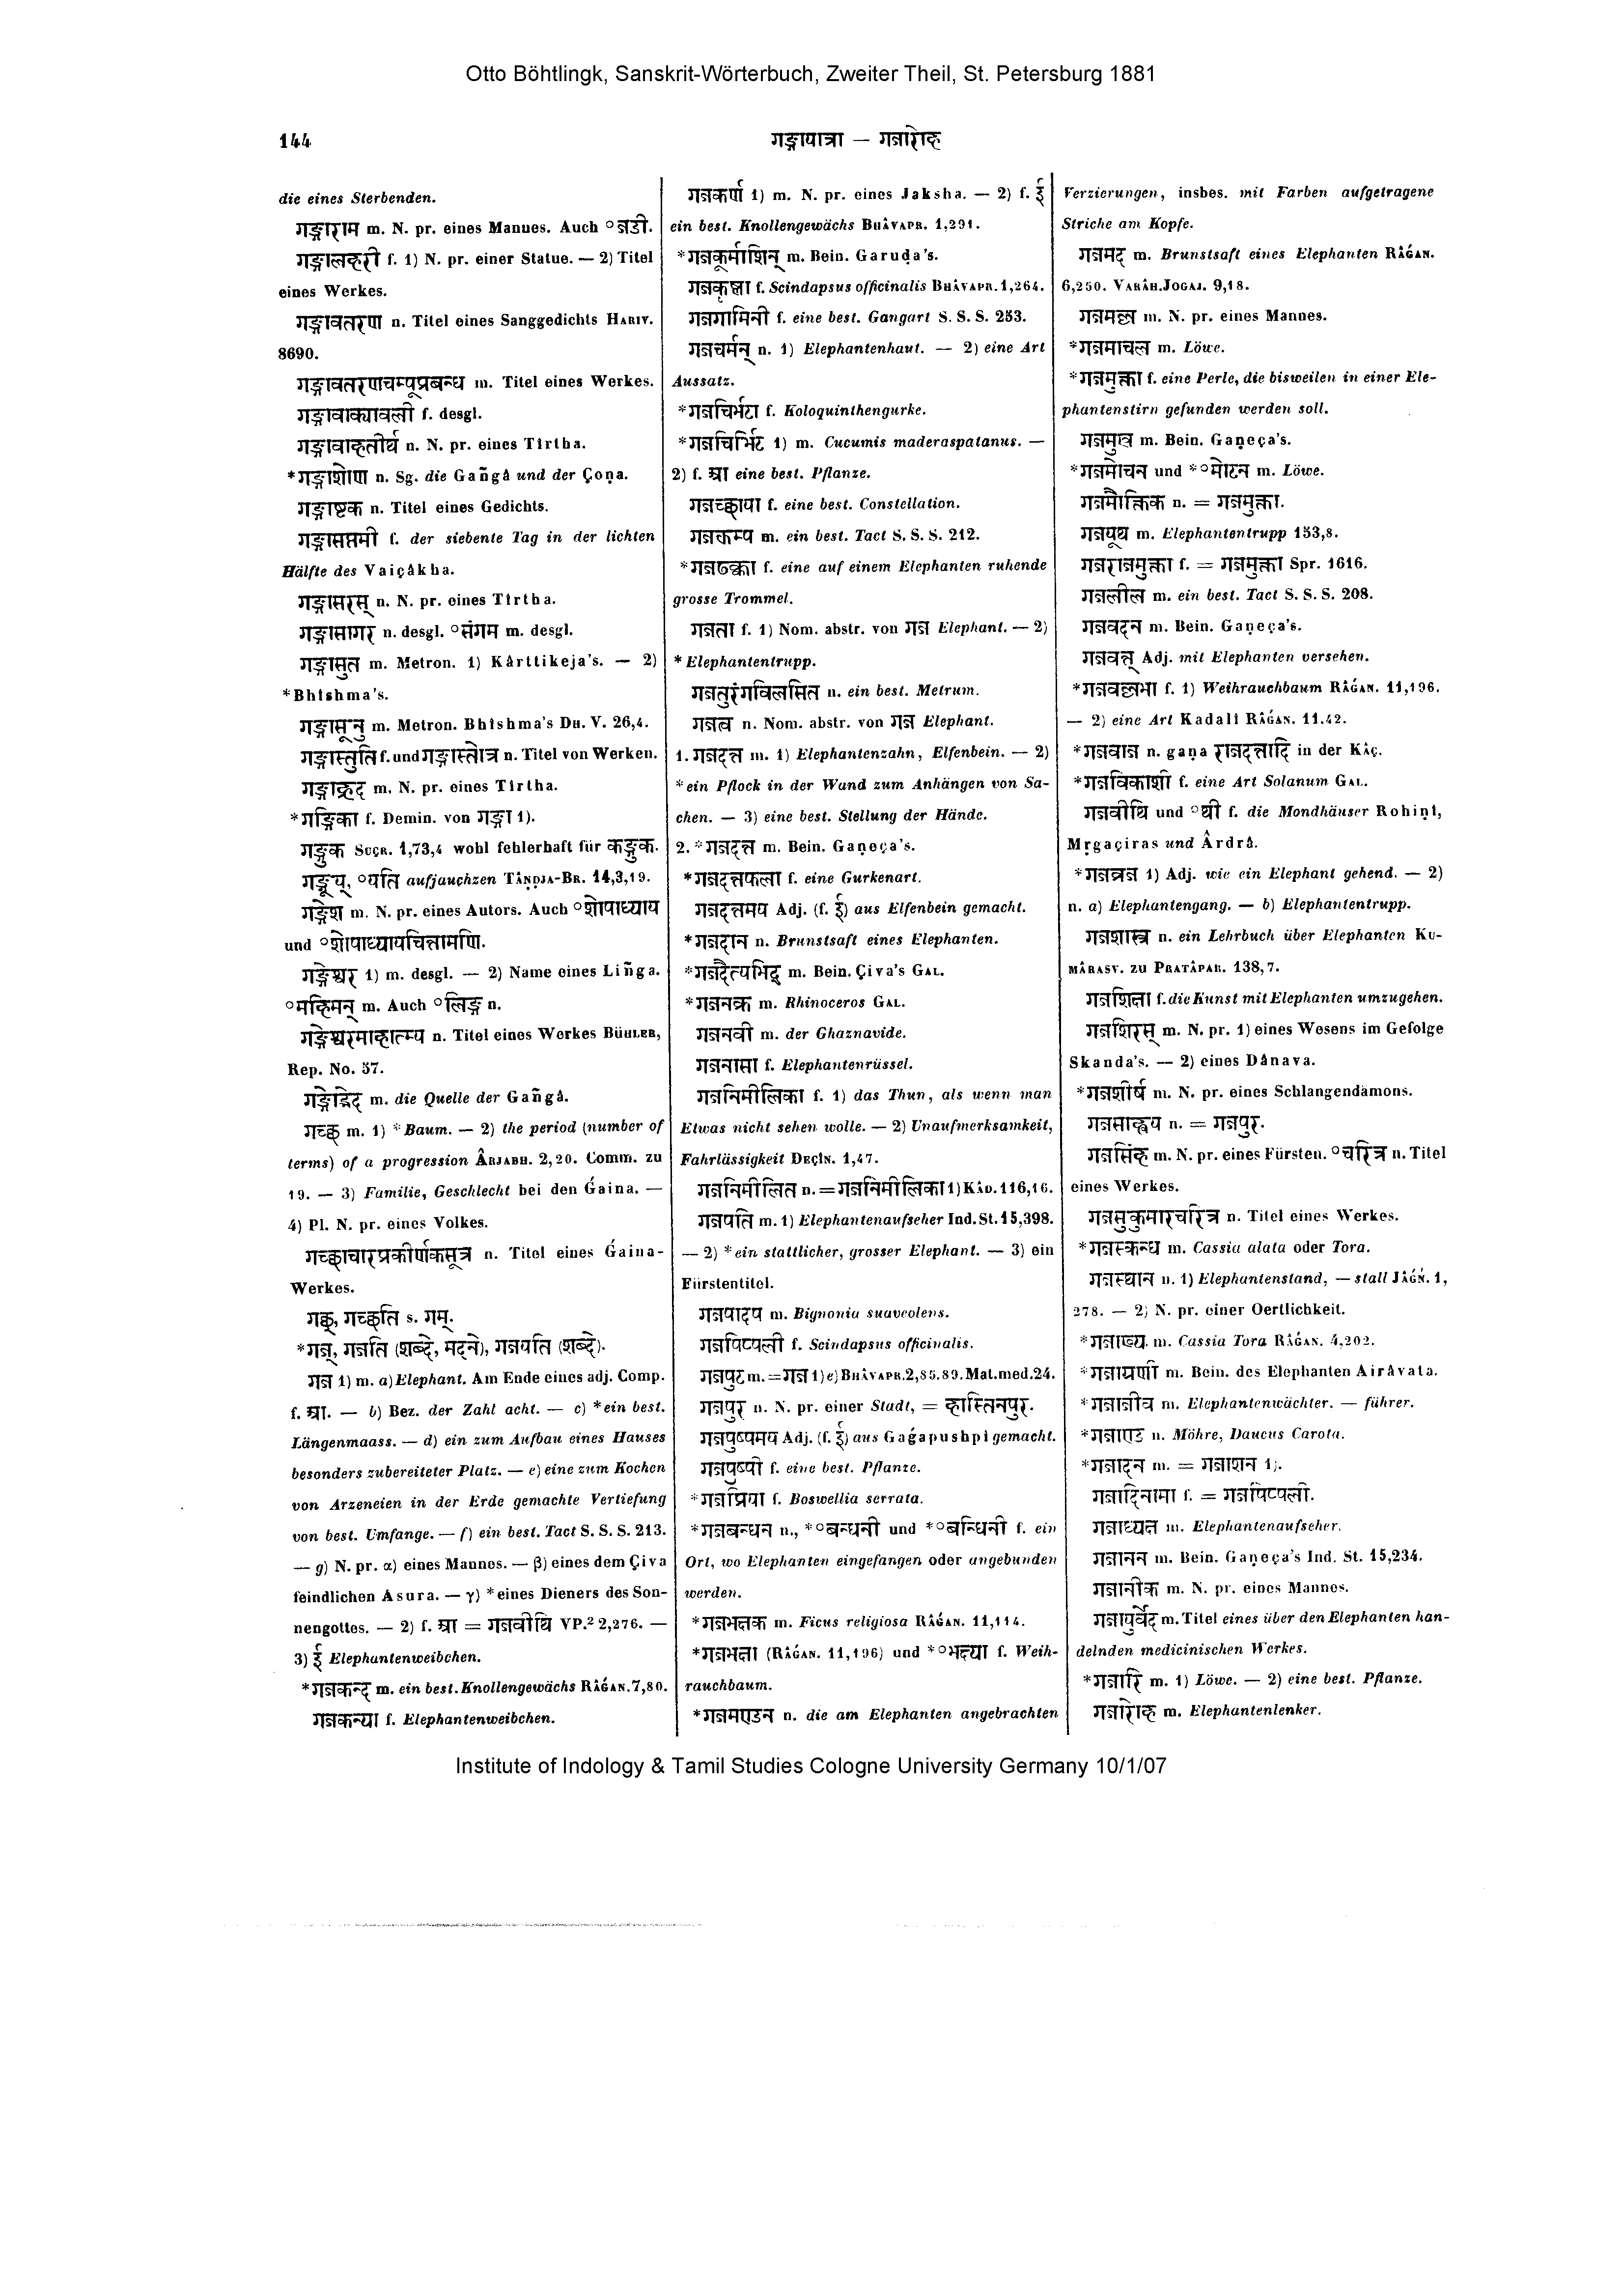 Otto Böhtlingk, Sanskrit-Wörterbuch, Zweiter Theil, St. Petersburg 1881
144
गङ्गायात्रा — गजारोह
die eines Sterbenden.
गङ्गाराम m. N. pr. eines Mannes. Auch °जडी.
गङ्गालहरी f. 1) N. pr. einer Statue. — 2) Titel
eines Werkes.
गङ्गावतरण n. Titel eines Sanggedichts Hariv.
8690.
गङ्गावतरणचम्पूप्रबन्ध m. Titel eines Werkes.
गङ्गावाक्यावली f. desgl.
गङ्गावाहतीर्थ n. N. pr. eines Tîrtha.
*गङ्गाशोण n. Sg. die Gañgâ und der Çoṇa.
गङ्गाष्टक n. Titel eines Gedichts.
गङ्गासप्तमी f. der siebente Tag in der lichten
Hälfte des Vaiçâkha.
गङ्गासरस् n. N. pr. eines Tîrtha.
गङ्गासागर n. desgl. °संगम m. desgl.
गङ्गासुत m. Metron. 1) Kârttikeja's. — 2)
*Bhîshma's.
गङ्गासूनु m. Metron. Bhîshma's Dh. V. 26,4.
गङ्गास्तुति f. und गङ्गास्तोत्र n. Titel von Werken.
गङ्गाह्रद m. N. pr. eines Tîrtha.
*गङ्गिका f. Demin. von गङ्गा 1).
गङ्गुक Suçr. 1,73,4 wohl fehlerhaft für कङ्गुक.
गङ्गूय्, °यति aufjauchzen Tâṇḍja-Br. 14,3,19.
गङ्गेश m. N. pr. eines Autors. Auch °शोपाध्याय
und °शोपाध्यायचिन्तामणि.
गङ्गेश्वर 1) m. desgl. — 2) Name eines Liñga.
°महिमन् m. Auch °लिङ्ग n.
गङ्गेश्वरमाहात्म्य n. Titel eines Werkes Bühler,
Rep. No. 57.
गङ्गोद्भेद m. die Quelle der Gañgâ.
गच्छ m. 1) *Baum. — 2) the period (number of
terms) of a progression Ârjabh. 2,20. Comm. zu
19. — 3) Familie, Geschlecht bei den Ǵaina. —
4) Pl. N. pr. eines Volkes.
गच्छाचारप्रकीर्णकसूत्र n. Titel eines Ǵaina-
Werkes.
गछ्, गच्छति s. गम्.
*गज्, गजति (शब्दे, मदने), गजयति (शब्दे).
गज 1) m. a) Elephant. Am Ende eines adj. Comp.
f. आ. — b) Bez. der Zahl acht. — c) *ein best.
Längenmaass. — d) ein zum Aufbau eines Hauses
besonders zubereiteter Platz. — e) eine zum Kochen
von Arzeneien in der Erde gemachte Vertiefung
von best. Umfange. — f) ein best. Tact S. S. S. 213.
— g) N. pr. α) eines Mannes. — β) eines dem Çiva
feindlichen Asura. — γ) *eines Dieners des Son-
nengottes. — 2) f. आ = गजवीथि VP.² 2,276. —
3) ई Elephantenweibchen.
*गजकन्द m. ein best. Knollengewächs Râǵan. 7,80.
गजकन्या f. Elephantenweibchen.
गजकर्ण 1) m. N. pr. eines Jaksha. — 2) f. ई
ein best. Knollengewächs Bhâvapr. 1,291.
*गजकूर्माशिन् m. Bein. Garuḍa's.
गजकृष्णा f. Scindapsus officinalis Bhâvapr. 1,264.
गजगामिनी f. eine best. Gangart S. S. S. 253.
गजचर्मन् n. 1) Elephantenhaut. — 2) eine Art
Aussatz.
*गजचिर्भटा f. Koloquinthengurke.
*गजचिर्भिट 1) m. Cucumis maderaspatanus. —
2) f. आ eine best. Pflanze.
गजच्छाया f. eine best. Constellation.
गजझम्प m. ein best. Tact S. S. S. 212.
*गजढक्का f. eine auf einem Elephanten ruhende
grosse Trommel.
गजता f. 1) Nom. abstr. von गज Elephant. — 2)
*Elephantentrupp.
गजतुरंगविलसित n. ein best. Metrum.
गजत्व n. Nom. abstr. von गज Elephant.
1. गजदन्त m. 1) Elephantenzahn, Elfenbein. — 2)
*ein Pflock in der Wand zum Anhängen von Sa-
chen. — 3) eine best. Stellung der Hände.
2. *गजदन्त m. Bein. Gaṇeça's.
*गजदन्तफला f. eine Gurkenart.
गजदन्तमय Adj. (f. ई) aus Elfenbein gemacht.
*गजदान n. Brunstsaft eines Elephanten.
*गजदैत्यभिद् m. Bein. Çiva's Gal.
*गजनक्र m. Rhinoceros Gal.
गजनवी m. der Ghaznavide.
गजनासा f. Elephantenrüssel.
गजनिमीलिका f. 1) das Thun, als wenn man
Etwas nicht sehen wolle. — 2) Unaufmerksamkeit,
Fahrlässigkeit Deçîn. 1,47.
गजनिमीलित n. = गजनिमीलिका 1) Kâd. 116,16.
गजपति m. 1) Elephantenaufseher Ind. St. 15,398.
— 2) *ein stattlicher, grosser Elephant. — 3) ein
Fürstentitel.
गजपादप m. Bignonia suaveolens.
गजपिप्पली f. Scindapsus officinalis.
गजपुट m. = गज 1) e) Bhâvapr. 2,85.89. Mat. med. 24.
गजपुर n. N. pr. einer Stadt, = हास्तिनपुर.
गजपुष्पमय Adj. (f. ई) aus Gaǵapushpî gemacht.
गजपुष्पी f. eine best. Pflanze.
*गजप्रिया f. Boswellia serrata.
*गजबन्धन n., *°बन्धनी und *°बन्धिनी f. ein
Ort, wo Elephanten eingefangen oder angebunden
werden.
*गजभक्षक m. Ficus religiosa Râǵan. 11,114.
*गजभक्षा (Râǵan. 11,196) und *°भक्ष्या f. Weih-
rauchbaum.
*गजमण्डन n. die am Elephanten angebrachten
Verzierungen, insbes. mit Farben aufgetragene
Striche am Kopfe.
गजमद m. Brunstsaft eines Elephanten Râǵan.
6,250. Varâh. Jogaj. 9,18.
गजमल्ल m. N. pr. eines Mannes.
*गजमाचल m. Löwe.
*गजमुक्ता f. eine Perle, die bisweilen in einer Ele-
phantenstirn gefunden werden soll.
गजमुख m. Bein. Gaṇeça's.
*गजमोचन und *°मोटन m. Löwe.
गजमौक्तिक n. = गजमुक्ता.
गजयूथ m. Elephantentrupp 153,8.
गजराजमुक्ता f. = गजमुक्ता Spr. 1616.
गजलील m. ein best. Tact S. S. S. 208.
गजवदन m. Bein. Gaṇeça's.
गजवत् Adj. mit Elephanten versehen.
*गजवल्लभा f. 1) Weihrauchbaum Râǵan. 11,196.
— 2) eine Art Kadalî Râǵan. 11.42.
*गजवाज n. gaṇa राजदन्तादि in der Kâç.
*गजविकाशी f. eine Art Solanum Gal.
गजवीथि und °थी f. die Mondhäuser Rohiṇî,
Mṛgaçiras und Ârdrâ.
*गजव्रज 1) Adj. wie ein Elephant gehend. — 2)
n. a) Elephantengang. — b) Elephantentrupp.
गजशास्त्र n. ein Lehrbuch über Elephanten Ku-
mârasv. zu Pratâpar. 138,7.
गजशिक्षा f. die Kunst mit Elephanten umzugehen.
गजशिरस् m. N. pr. 1) eines Wesens im Gefolge
Skanda's. — 2) eines Dânava.
*गजशीर्ष m. N. pr. eines Schlangendämons.
गजसाह्वय n. = गजपुर.
गजसिंह m. N. pr. eines Fürsten. °चरित्र n. Titel
eines Werkes.
गजसुकुमारचरित्र n. Titel eines Werkes.
*गजस्कन्ध m. Cassia alata oder Tora.
गजस्थान n. 1) Elephantenstand, — stall Jâǵñ. 1,
278. — 2) N. pr. einer Oertlichkeit.
*गजाख्य. m. Cassia Tora Râǵan. 4,202.
*गजाग्रणी m. Bein. des Elephanten Airâvata.
*गजाजीव m. Elephantenwächter. — führer.
*गजाण्ड n. Möhre, Daucus Carota.
*गजादन m. = गजाशन 1).
गजादिनामा f. = गजपिप्पली.
गजाध्यक्ष m. Elephantenaufseher.
गजानन m. Bein. Gaṇeça's Ind. St. 15,234.
गजानीक m. N. pr. eines Mannes.
गजायुर्वेद m. Titel eines über den Elephanten han-
delnden medicinischen Werkes.
*गजारि m. 1) Löwe. — 2) eine best. Pflanze.
गजारोह m. Elephantenlenker.
Institute of Indology & Tamil Studies Cologne University Germany 10/1/07